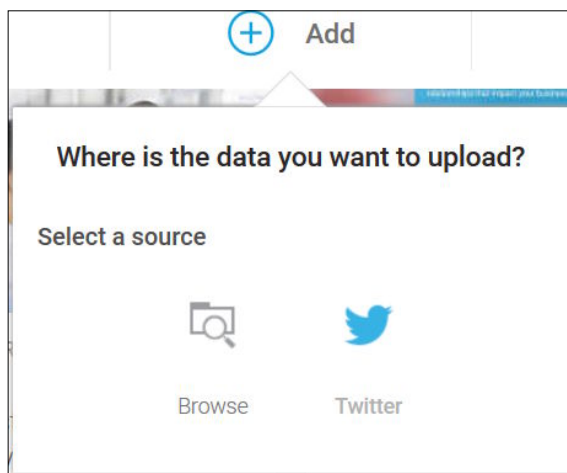 Add
Where is the data you want to upload?
Select a source
Browse
Twitter